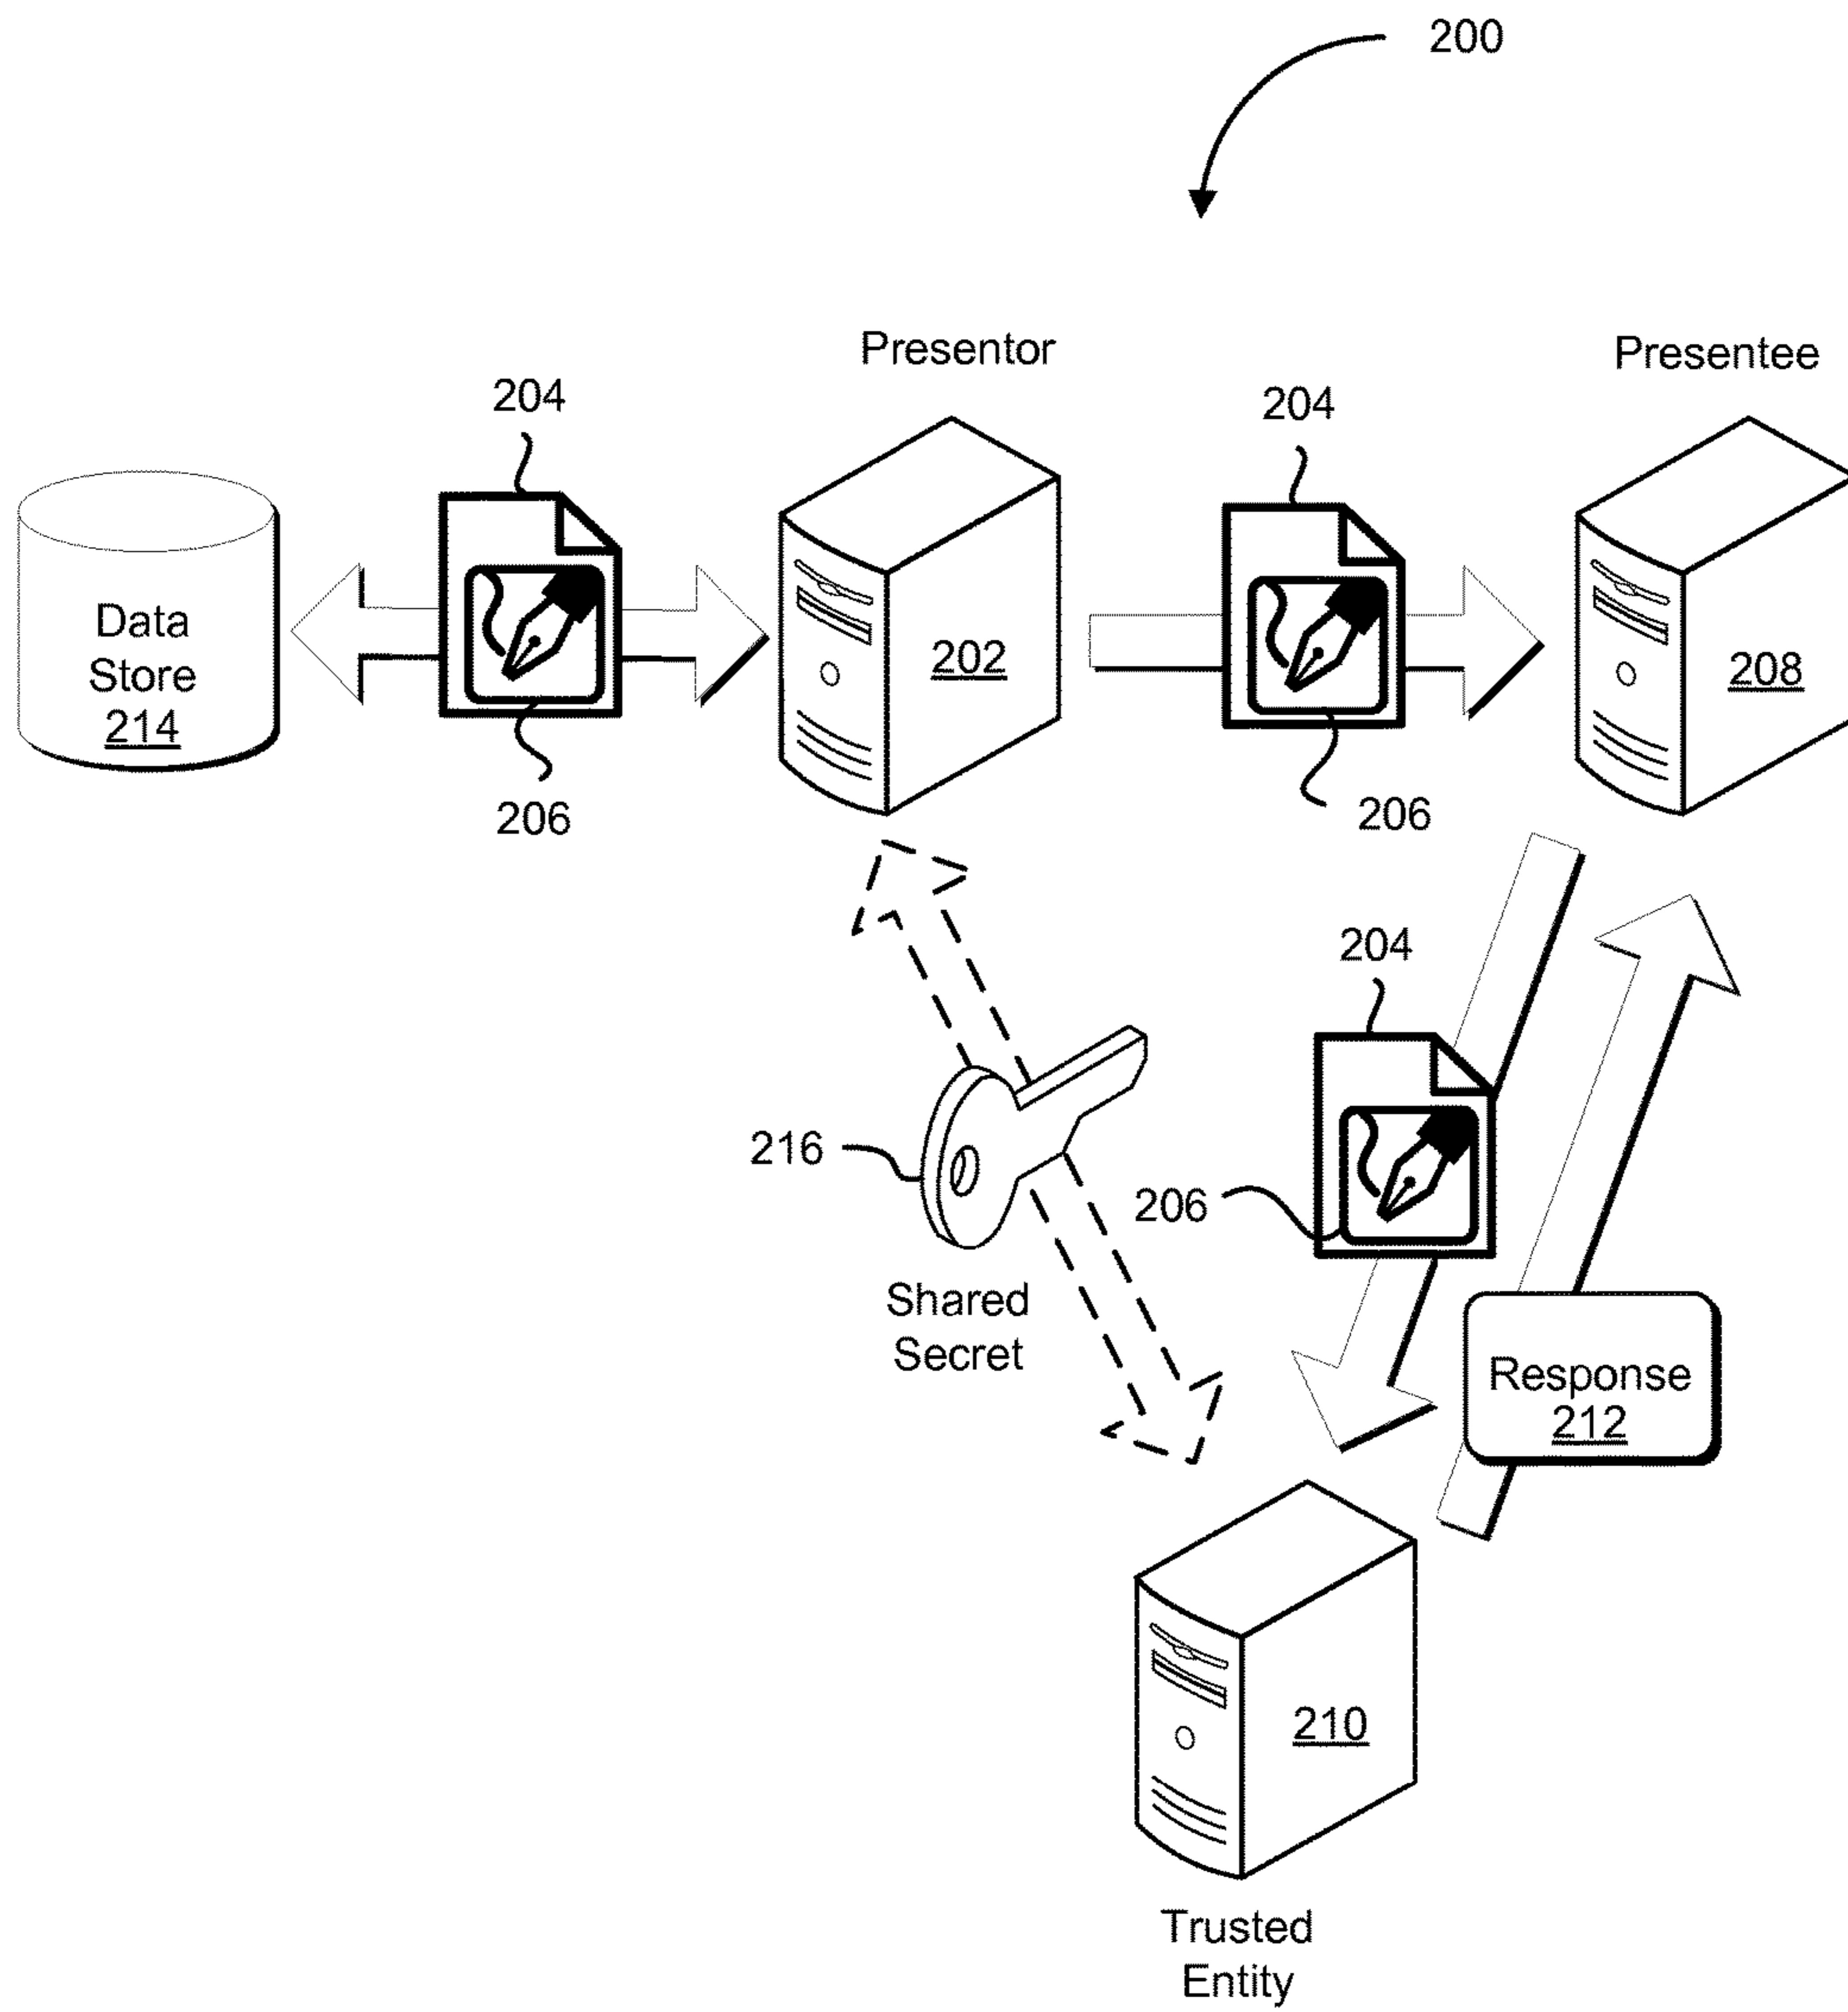 200
Presentor
Presentee
204
204
Data
Store
214
202
208
206
206
204
216
206
Shared
Secret
Response
212
210
Trusted
Entity